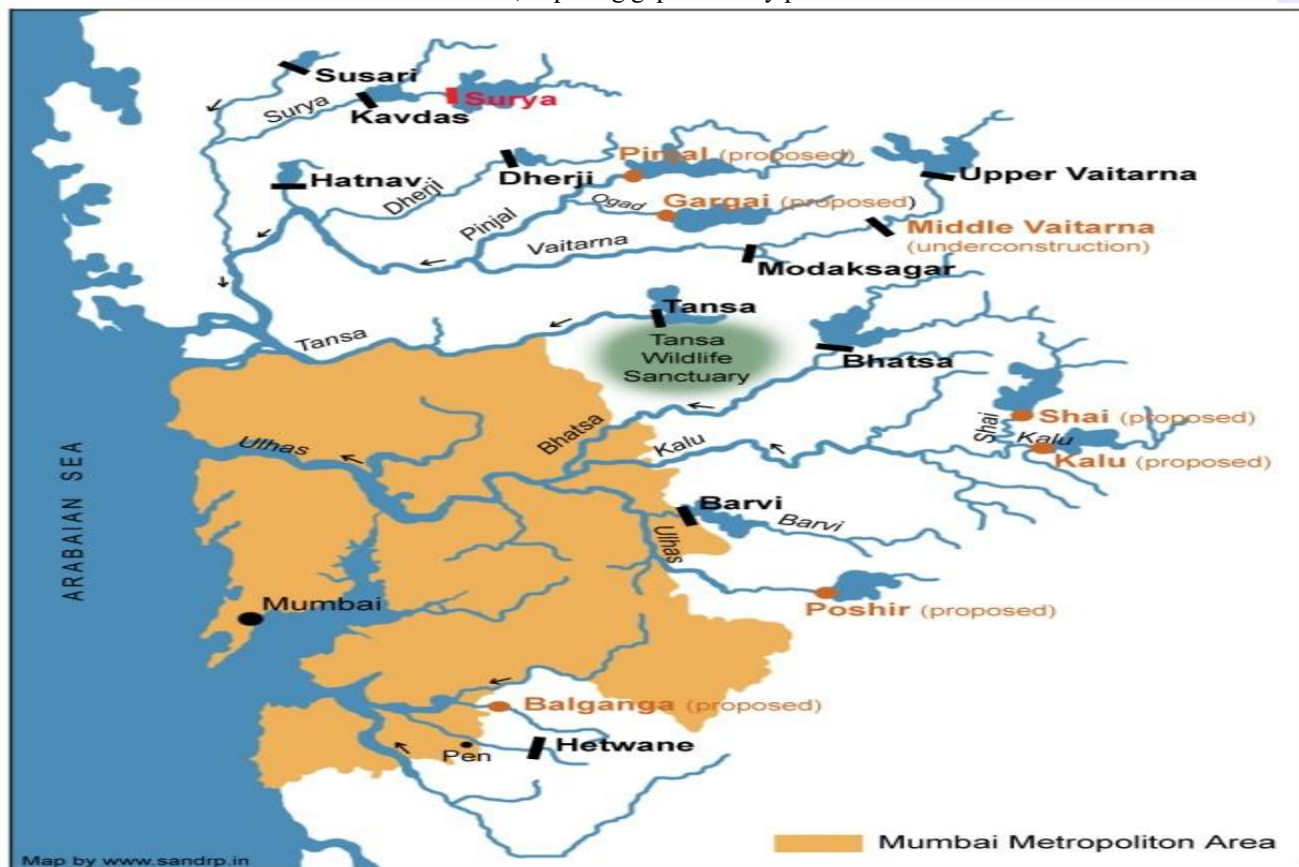 Susari
Surya
Surya
Kavdas
Pinjal (proposed)
Hatnav
Dherji
Dherji
Upper Vaitarna
Ogad
Gargai (proposed)
Pinjal
Vaitarna
Middle Vaitarna
(underconstruction)
Modaksagar
Tansa
Tansa
Tansa
Wildlife
Sanctuary
Bhatsa
Shai (proposed)
Shai
Bhatsa
Ulhas
Kalu
Kalu
Kalu (proposed)
ARABAIAN SEA
Barvi
Barvi
Ulhas
Mumbai
Poshir (proposed)
Balganga (proposed)
Pen
Hetwane
Mumbai Metropoliton Area
Map by www.sandrp.in